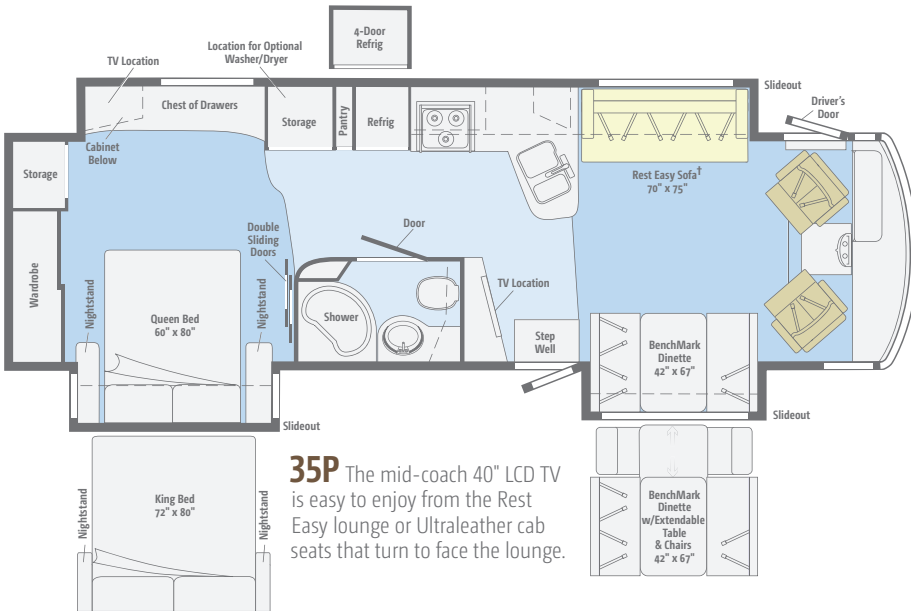 4-Door
Refrig
TV Location
Location for Optional
Washer/Dryer
Slideout
Driver's
Door
Chest of Drawers
Storage
Pantry
Refrig
Cabinet
Below
Storage
Rest Easy Sofa†
70" x 75"
Wardrobe
Double
Sliding
Doors
Door
Nightstand
Queen Bed
60" x 80"
Nightstand
Shower
TV Location
Step
Well
BenchMark
Dinette
42" x 67"
Slideout
Slideout
Nightstand
King Bed
72" x 80"
Nightstand
35P The mid-coach 40" LCD TV
is easy to enjoy from the Rest
Easy lounge or Ultraleather cab
seats that turn to face the lounge.
BenchMark
Dinette
w/Extendable
Table
& Chairs
42" x 67"